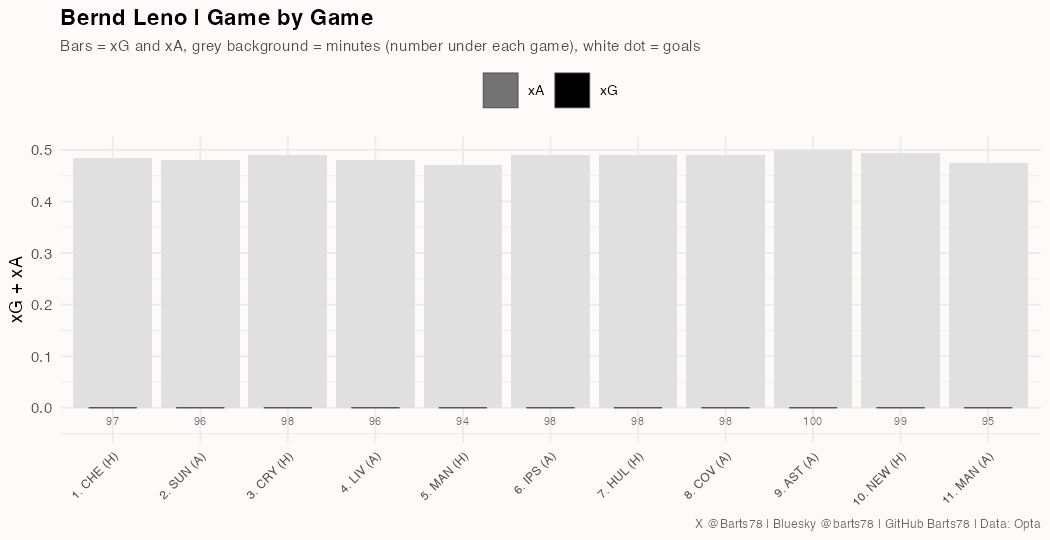 Bernd Leno | Game by Game
Bars = xG and xA, grey background = minutes (number under each game), white dot = goals
xA xG
xG + xA
0.5
0.4
0.3
0.2
0.1
0.0
97 96 98 96 94 98 98 98 100 99 95
1. CHE (H) 2. SUN (A) 3. CRY (H) 4. LIV (A) 5. MAN (H) 6. IPS (A) 7. HUL (H) 8. COV (A) 9. AST (A) 10. NEW (H) 11. MAN (A)
X @Barts78 | Bluesky @barts78 | GitHub Barts78 | Data: Opta